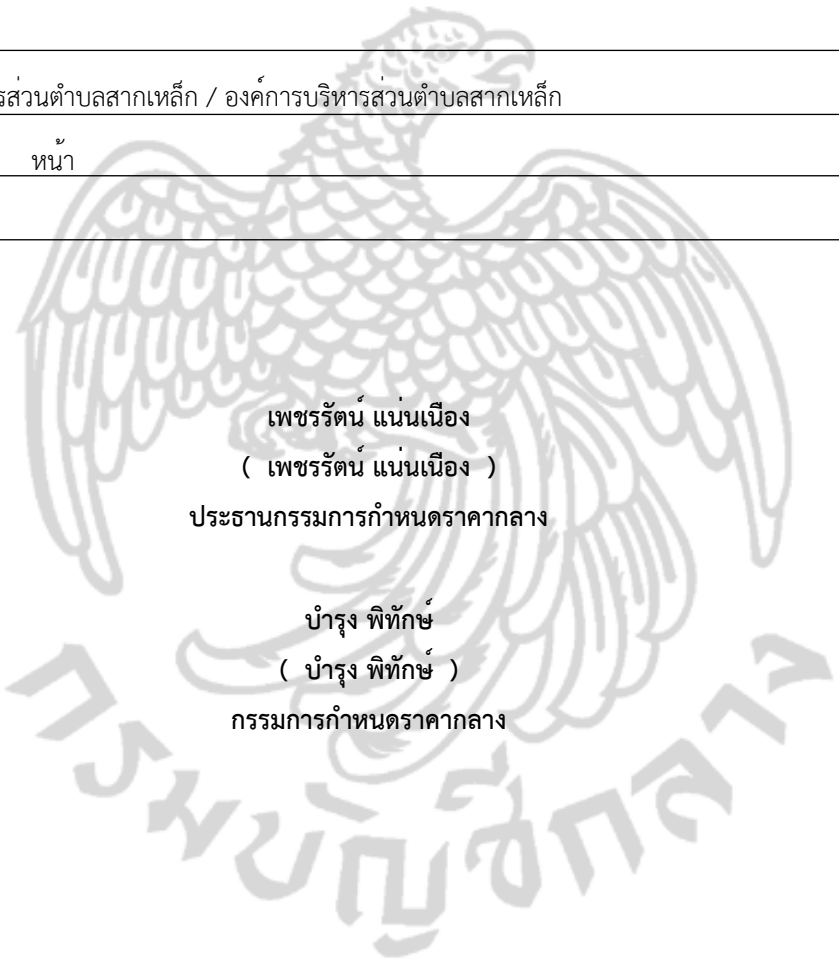 รส่วนตำบลสากเหล็ก / องค์การบริหารส่วนตำบลสากเหล็ก
หน้า
เพชรรัตน์ แน่นเนือง
( เพชรรัตน์ แน่นเนือง )
ประธานกรรมการกำหนดราคากลาง
บำรุง พิทักษ์
( บำรุง พิทักษ์ )
กรรมการกำหนดราคากลาง
กรมบัญชีกลาง